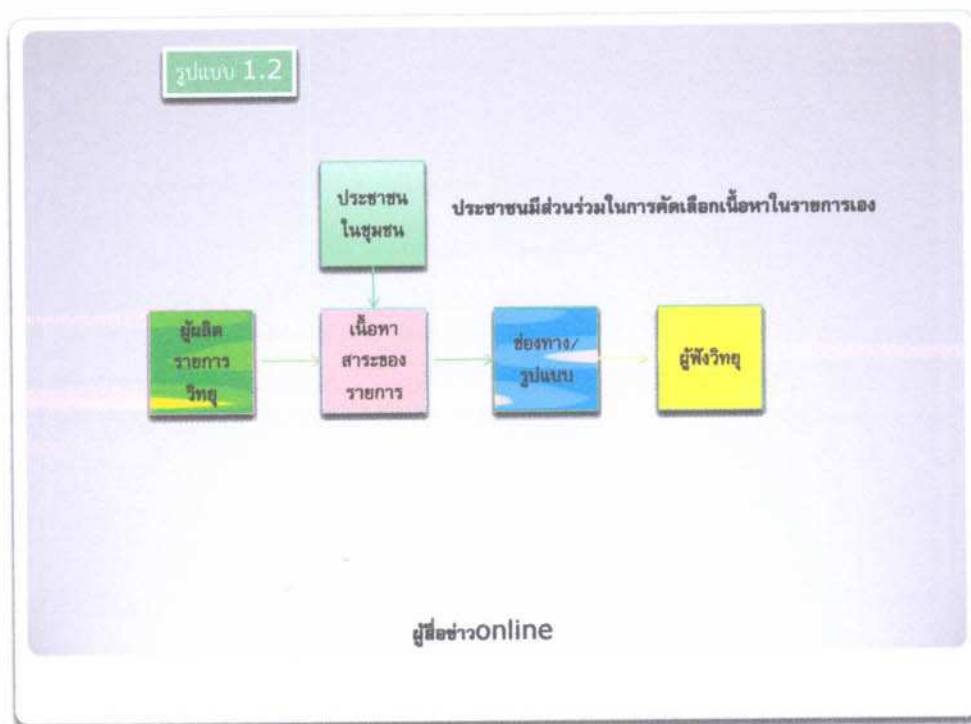 รูปแบบ 1.2
ประชาชน
ในชุมชน
ประชาชนมีส่วนร่วมในการคัดเลือกเนื้อหาในรายการเอง
ผู้ผลิต
รายการ
วิทยุ
เนื้อหา
สาระของ
รายการ
ช่องทาง/
รูปแบบ
ผู้ฟังวิทยุ
ผู้สื่อข่าวonline